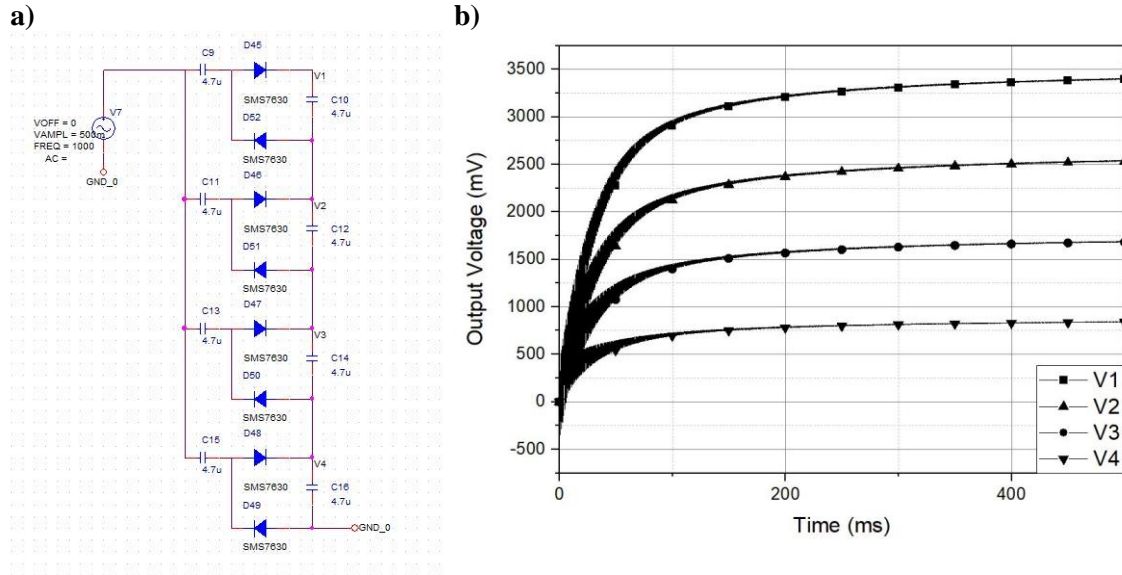 a)
D45
C9
4.7u
V1
V7
C10
4.7u
SMS7630
VOFF = 0
VAMPL = 500m
FREQ = 1000
AC =
D52
GND_0
SMS7630
D46
C11
4.7u
V2
SMS7630
C12
4.7u
D51
SMS7630
D47
C13
4.7u
V3
SMS7630
C14
4.7u
D50
SMS7630
D48
C15
4.7u
V4
SMS7630
C16
4.7u
D49
GND_0
SMS7630
b)
Output Voltage (mV)
3500
3000
2500
2000
1500
1000
500
0
-500
V1
V2
V3
V4
0
200
400
Time (ms)